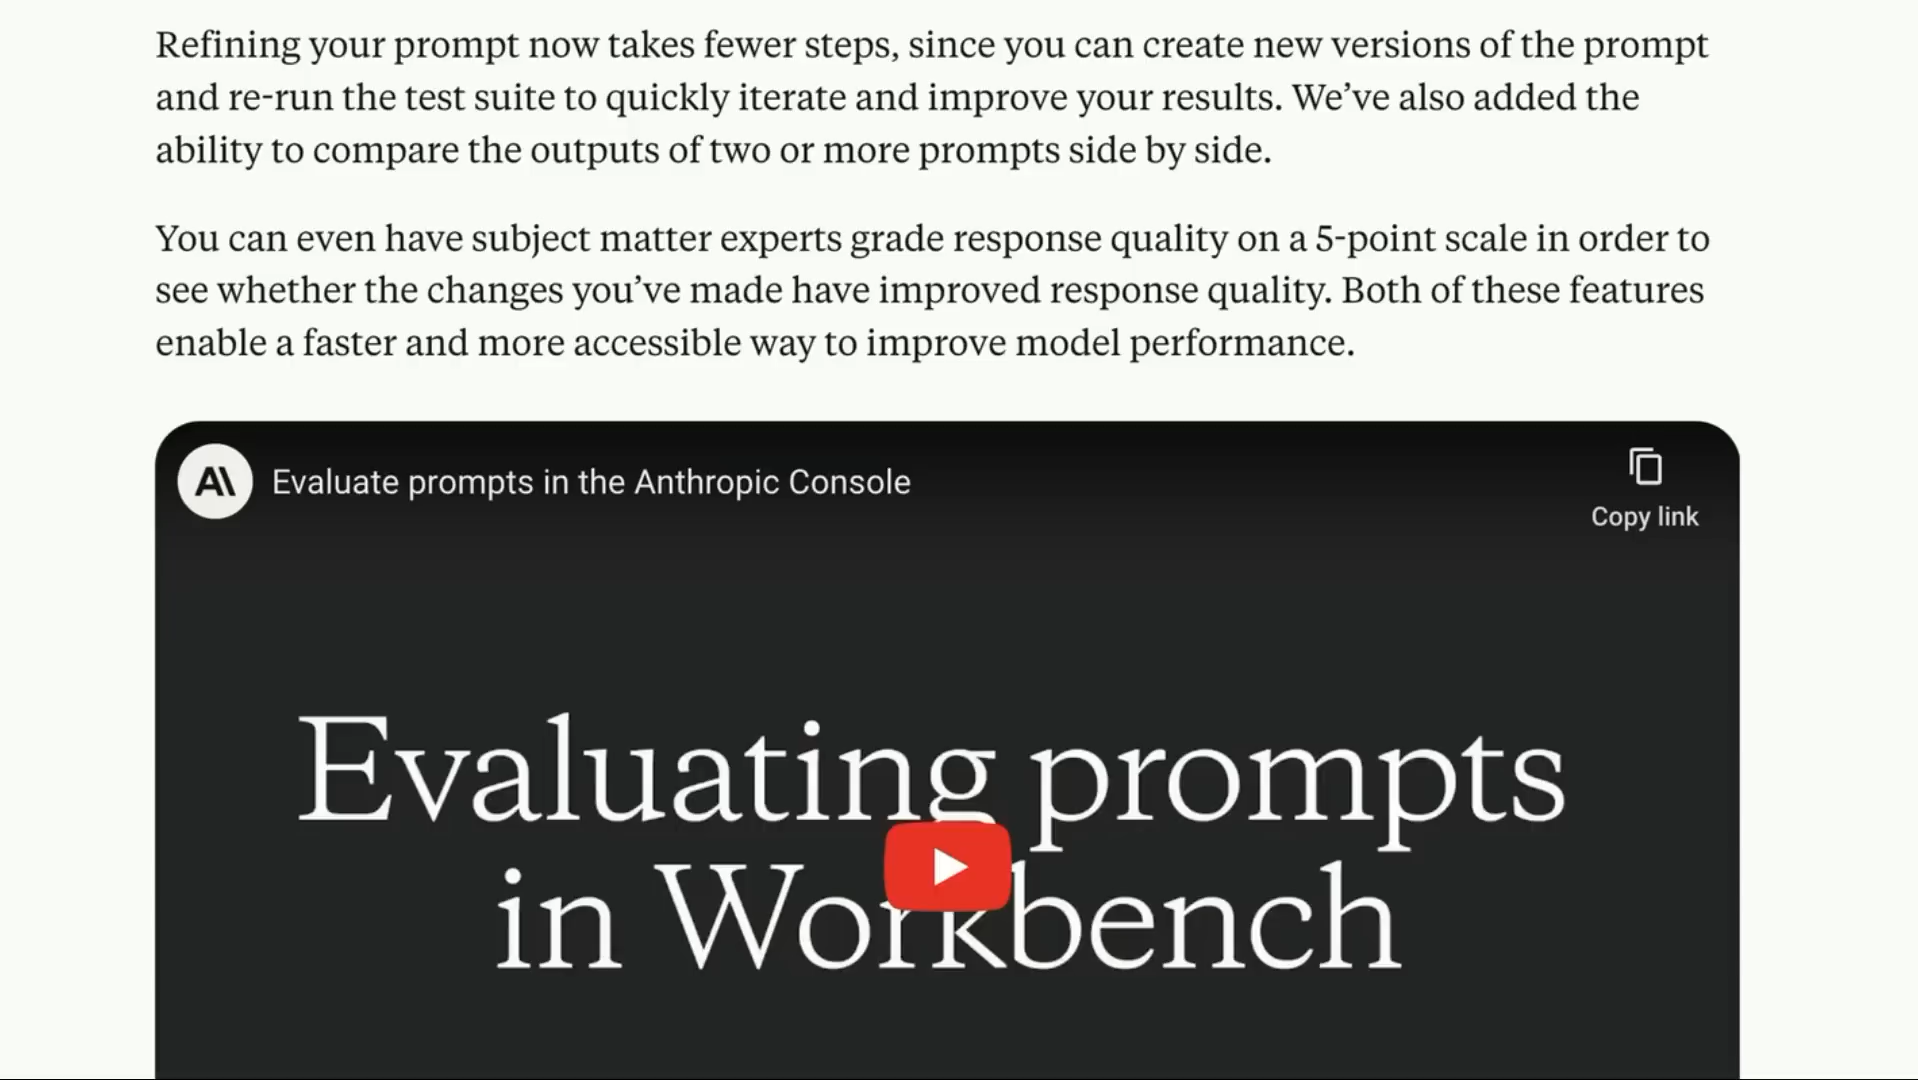 Refining your prompt now takes fewer steps, since you can create new versions of the prompt
and re-run the test suite to quickly iterate and improve your results. We’ve also added the
ability to compare the outputs of two or more prompts side by side.
You can even have subject matter experts grade response quality on a 5-point scale in order to
see whether the changes you’ve made have improved response quality. Both of these features
enable a faster and more accessible way to improve model performance.
A\ Evaluate prompts in the Anthropic Console
Copy link
Evaluating prompts
in Workbench